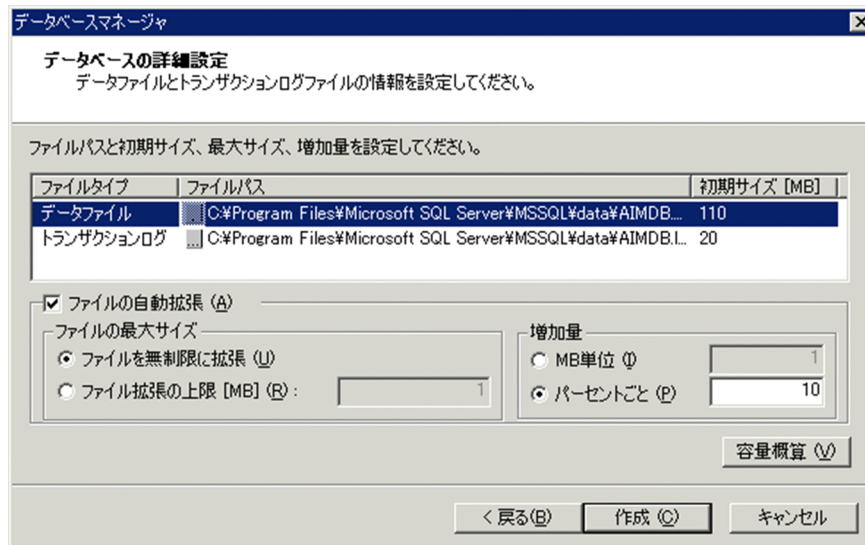 データベースマネージャ
データベースの詳細設定
データファイルとトランザクションログファイルの情報を設定してください。
ファイルパスと初期サイズ、最大サイズ、増加量を設定してください。
ファイルタイプ ファイルパス 初期サイズ [MB]
データファイル ... C:¥Program Files¥Microsoft SQL Server¥MSSQL¥data¥AIMDB... 110
トランザクションログ ... C:¥Program Files¥Microsoft SQL Server¥MSSQL¥data¥AIMDB.l... 20
ファイルの自動拡張 (A)
ファイルの最大サイズ 増加量
ファイルを無制限に拡張 (U) MB単位 (I) 1
ファイル拡張の上限 [MB] (R) : 1 パーセントごと (P) 10
容量概算 (V)
< 戻る(B) 作成 (C) キャンセル